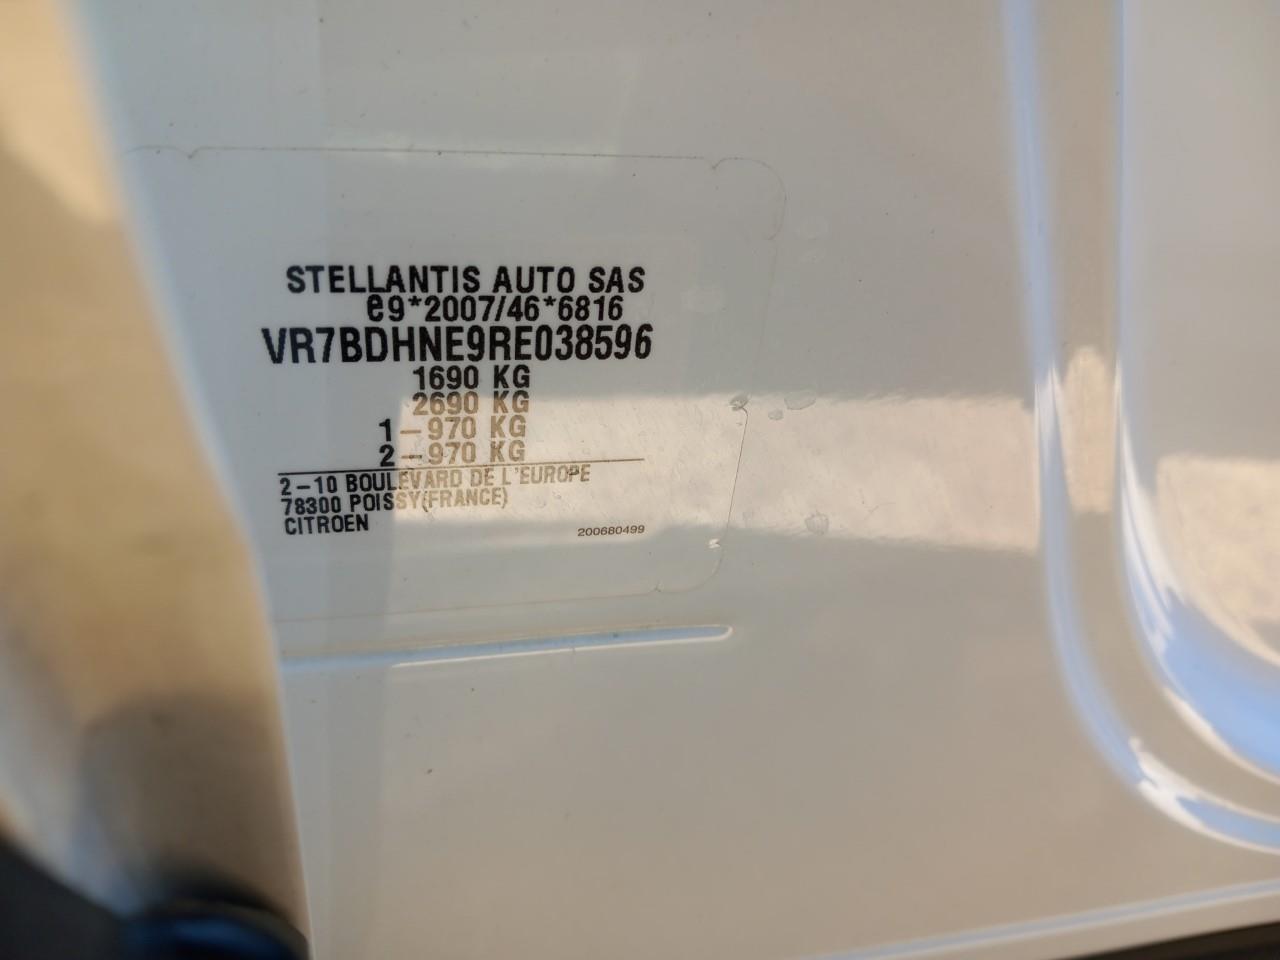 STELLANTIS AUTO SAS
e9*2007/46*6816
VR7BDHNE9RE038596
1690 KG
2690 KG
1-970 KG
2-970 KG
2-10 BOULEVARD DE L'EUROPE
78300 POISSY(FRANCE)
CITROEN
200680499